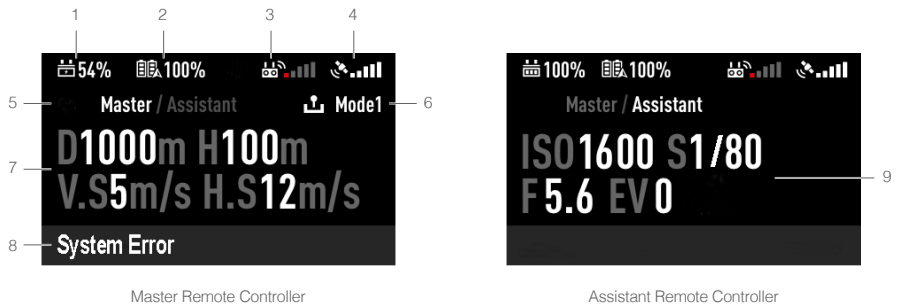 1 2 3 4
54% 100%
100% 100%
5 Master / Assistant Mode1 6
Master / Assistant
7 D1000m H100m
V.S5m/s H.S12m/s
ISO1600 S1/80
F5.6 EV0 9
8 System Error
Master Remote Controller
Assistant Remote Controller